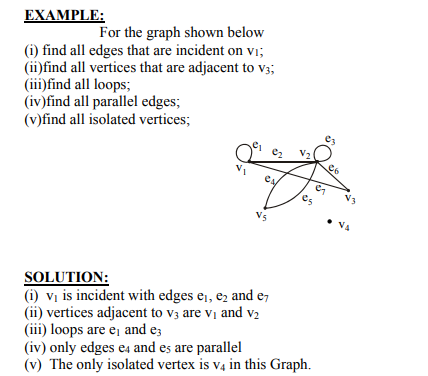 EXAMPLE:
For the graph shown below
(i) find all edges that are incident on v₁;
(ii)find all vertices that are adjacent to v₃;
(iii)find all loops;
(iv)find all parallel edges;
(v)find all isolated vertices;
e₃
e₁ e₂ v₂
v₁ e₆
e₄ e₇
e₅ v₃
v₅
v₄
SOLUTION:
(i) v₁ is incident with edges e₁, e₂ and e₇
(ii) vertices adjacent to v₃ are v₁ and v₂
(iii) loops are e₁ and e₃
(iv) only edges e₄ and e₅ are parallel
(v) The only isolated vertex is v₄ in this Graph.